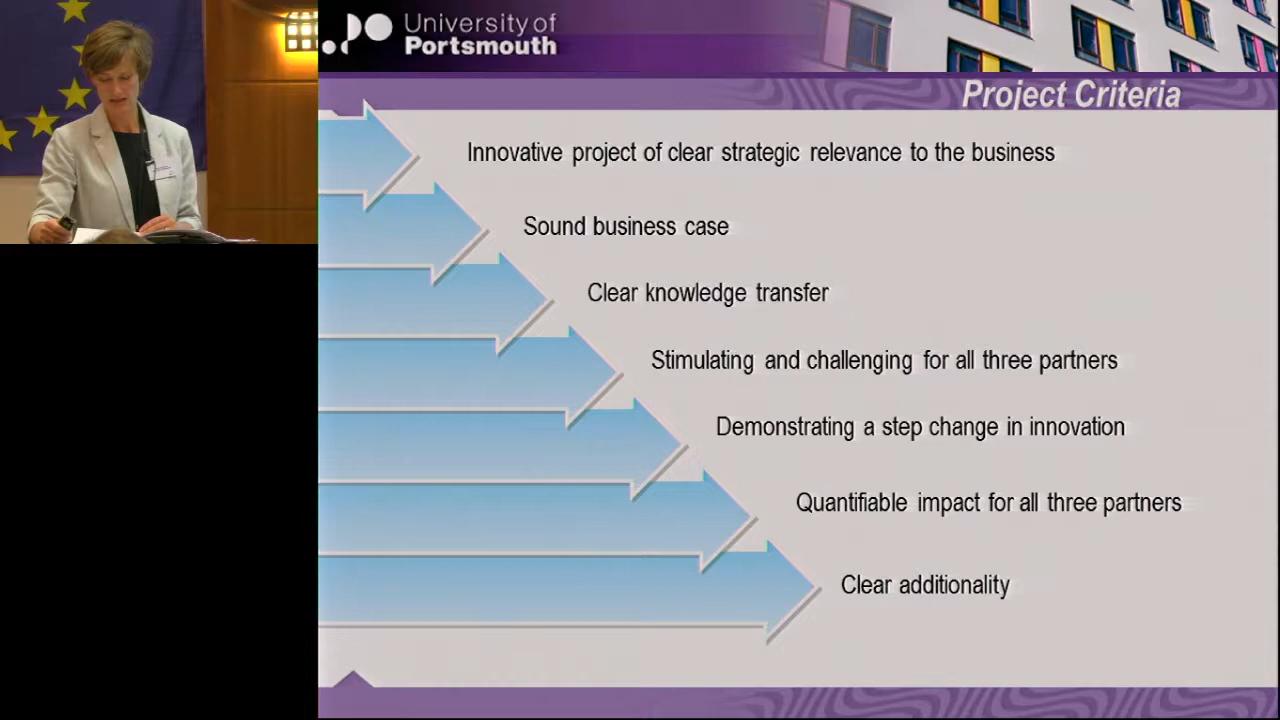 University of
Portsmouth
Project Criteria
Innovative project of clear strategic relevance to the business
Sound business case
Clear knowledge transfer
Stimulating and challenging for all three partners
Demonstrating a step change in innovation
Quantifiable impact for all three partners
Clear additionality